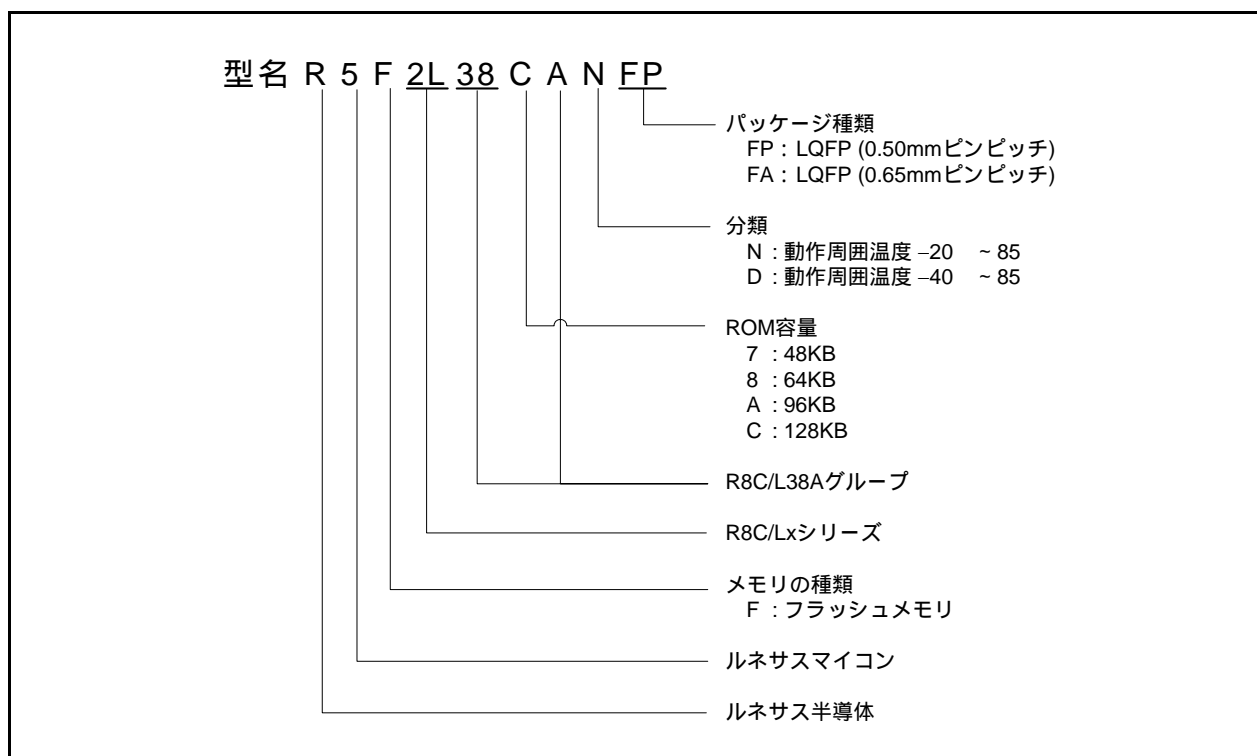 型名 R 5 F 2L 38 C A N FP
パッケージ種類
FP : LQFP (0.50mmピンピッチ)
FA : LQFP (0.65mmピンピッチ)
分類
N : 動作周囲温度 –20 ~ 85
D : 動作周囲温度 –40 ~ 85
ROM容量
7 : 48KB
8 : 64KB
A : 96KB
C : 128KB
R8C/L38Aグループ
R8C/Lxシリーズ
メモリの種類
F : フラッシュメモリ
ルネサスマイコン
ルネサス半導体